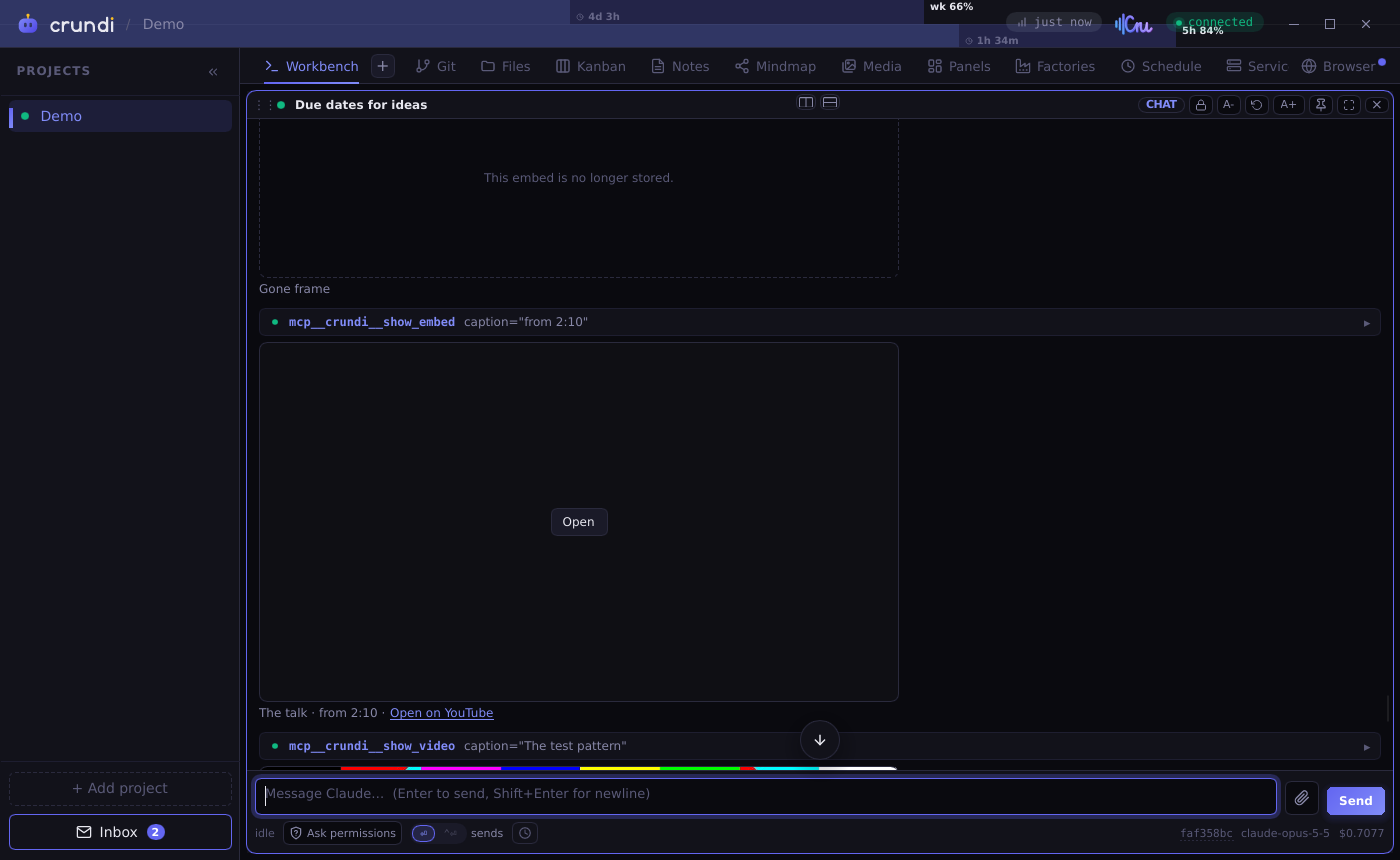 crundi / Demo
4d 3h
wk 66%
1h 34m
5h 84%
just now
Cru
connected
PROJECTS
Demo
+ Add project
Inbox 2
Workbench
Git
Files
Kanban
Notes
Mindmap
Media
Panels
Factories
Schedule
Servic
Browser
Due dates for ideas
CHAT
A-
A+
This embed is no longer stored.
Gone frame
mcp__crundi__show_embed caption="from 2:10"
Open
The talk · from 2:10 · Open on YouTube
mcp__crundi__show_video caption="The test pattern"
Message Claude… (Enter to send, Shift+Enter for newline)
Send
idle
Ask permissions
sends
faf358bc claude-opus-5-5 $0.7077